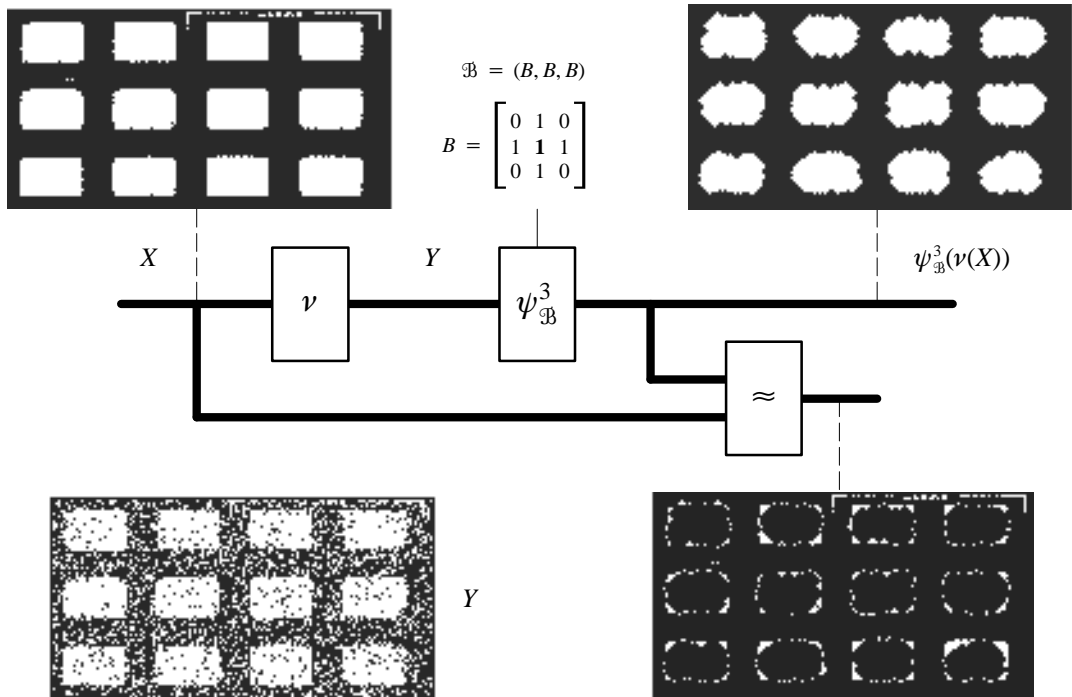 ℬ = (B, B, B)
B = [0 1 0
1 1 1
0 1 0]
X
ν
Y
ψ³_ℬ
ψ³_ℬ(ν(X))
≈
Y